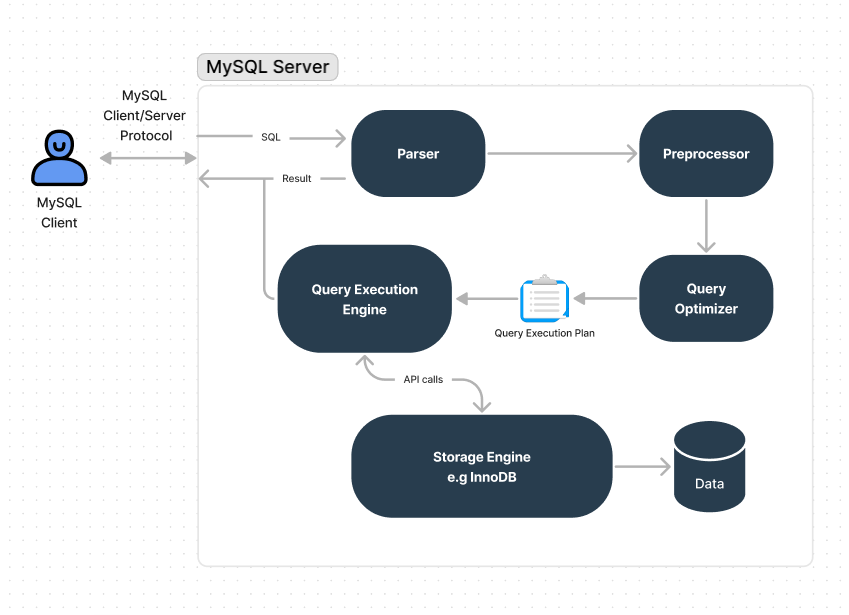 MySQL Server
MySQL
Client/Server
Protocol
SQL
Parser
Preprocessor
Result
MySQL
Client
Query Execution
Engine
Query
Optimizer
Query Execution Plan
API calls
Storage Engine
e.g InnoDB
Data